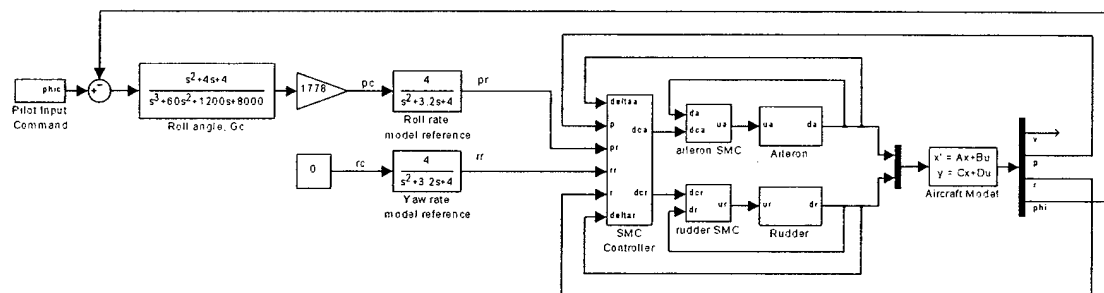 phic
Pilot Input
Command
+
−
s²+4s+4
s³+60s²+1200s+8000
Roll angle, Gc
1778
pc
4
s²+3.2s+4
Roll rate
model reference
pr
0
rc
4
s²+3.2s+4
Yaw rate
model reference
rr
deltaa
p
pr
rr
r
deltar
dca
dcr
SMC
Controller
da
dca
ua
aileron SMC
ua
da
Aileron
dcr
dr
ur
rudder SMC
ur
dr
Rudder
x' = Ax+Bu
y = Cx+Du
Aircraft Model
v
p
r
phi